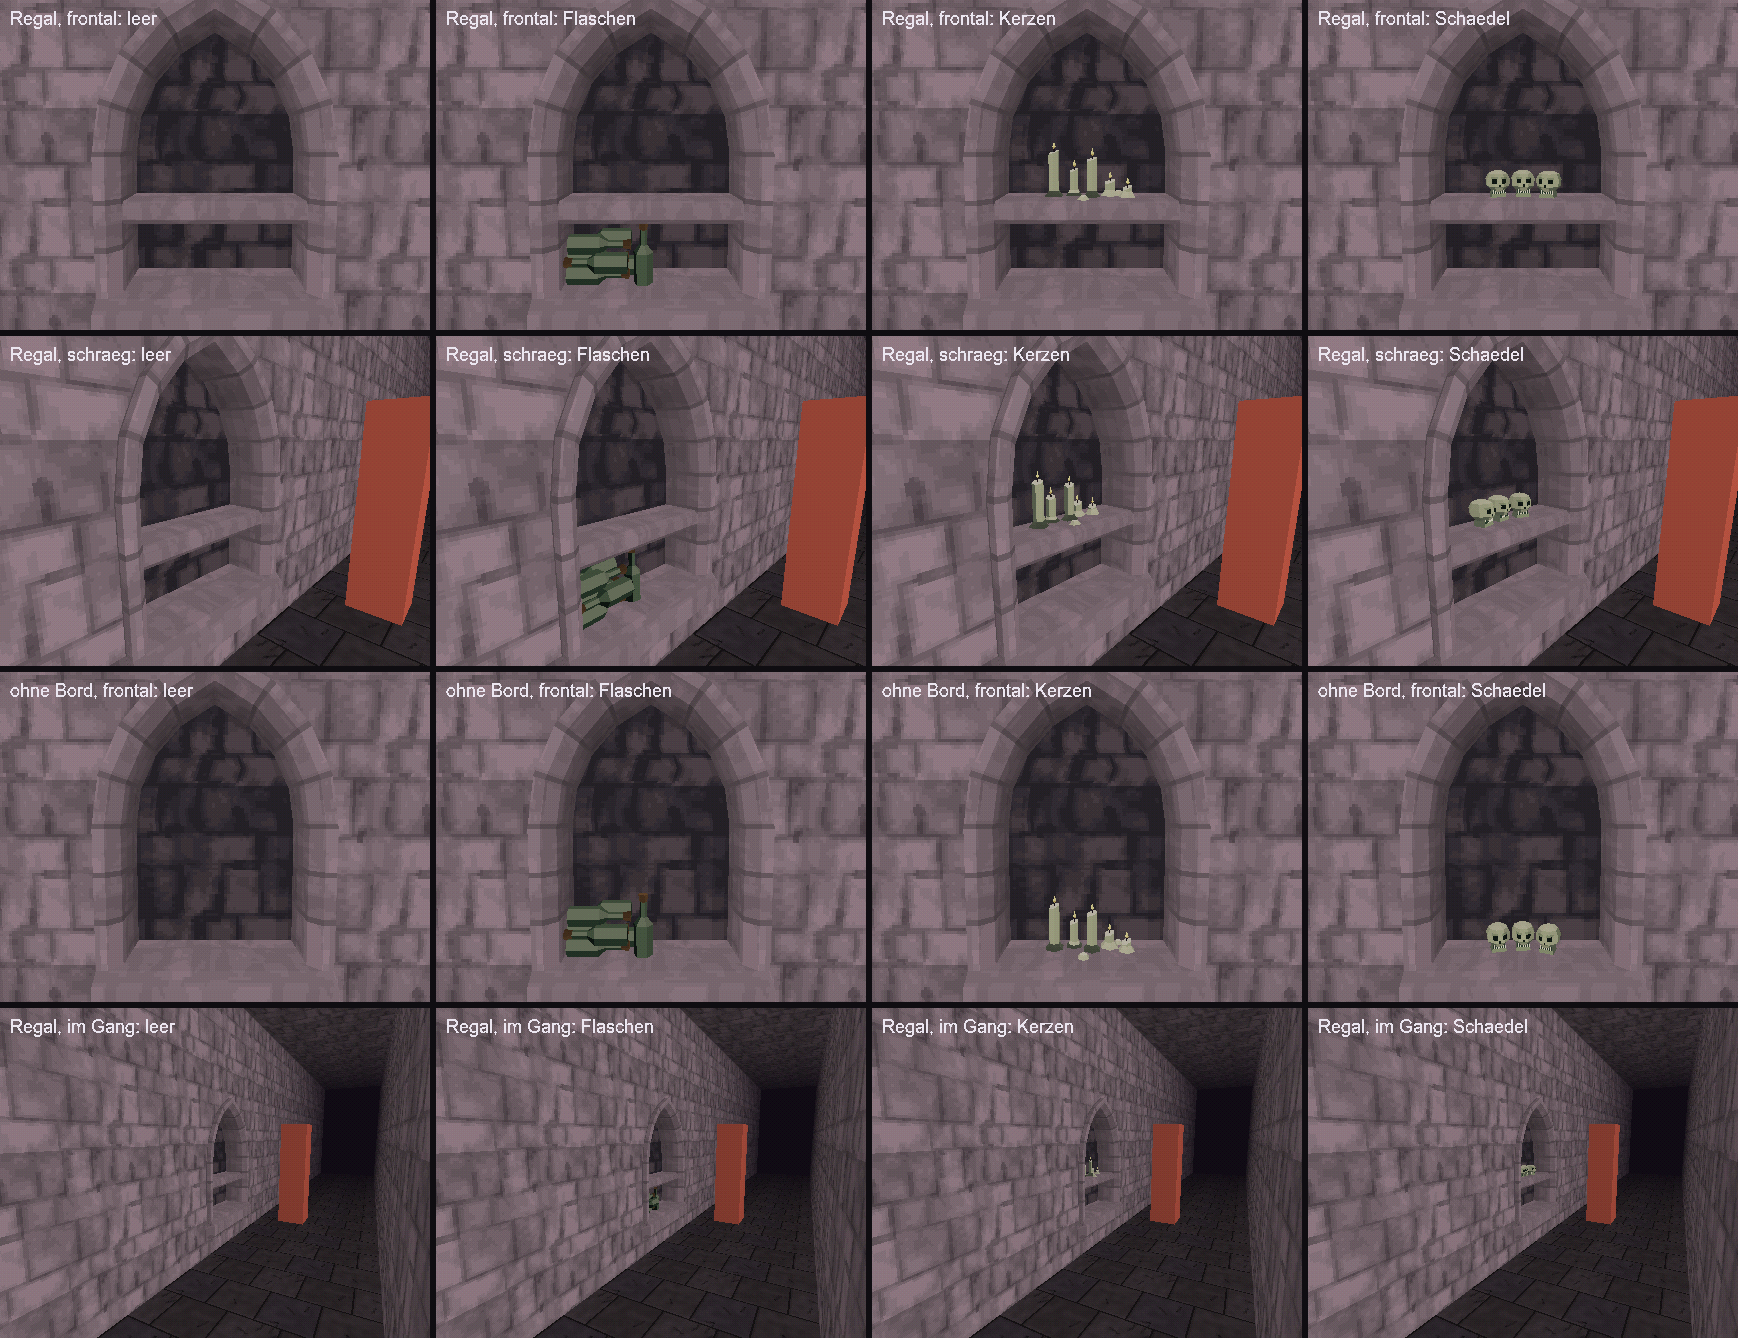 Regal, frontal: leer
Regal, frontal: Flaschen
Regal, frontal: Kerzen
Regal, frontal: Schaedel
Regal, schraeg: leer
Regal, schraeg: Flaschen
Regal, schraeg: Kerzen
Regal, schraeg: Schaedel
ohne Bord, frontal: leer
ohne Bord, frontal: Flaschen
ohne Bord, frontal: Kerzen
ohne Bord, frontal: Schaedel
Regal, im Gang: leer
Regal, im Gang: Flaschen
Regal, im Gang: Kerzen
Regal, im Gang: Schaedel